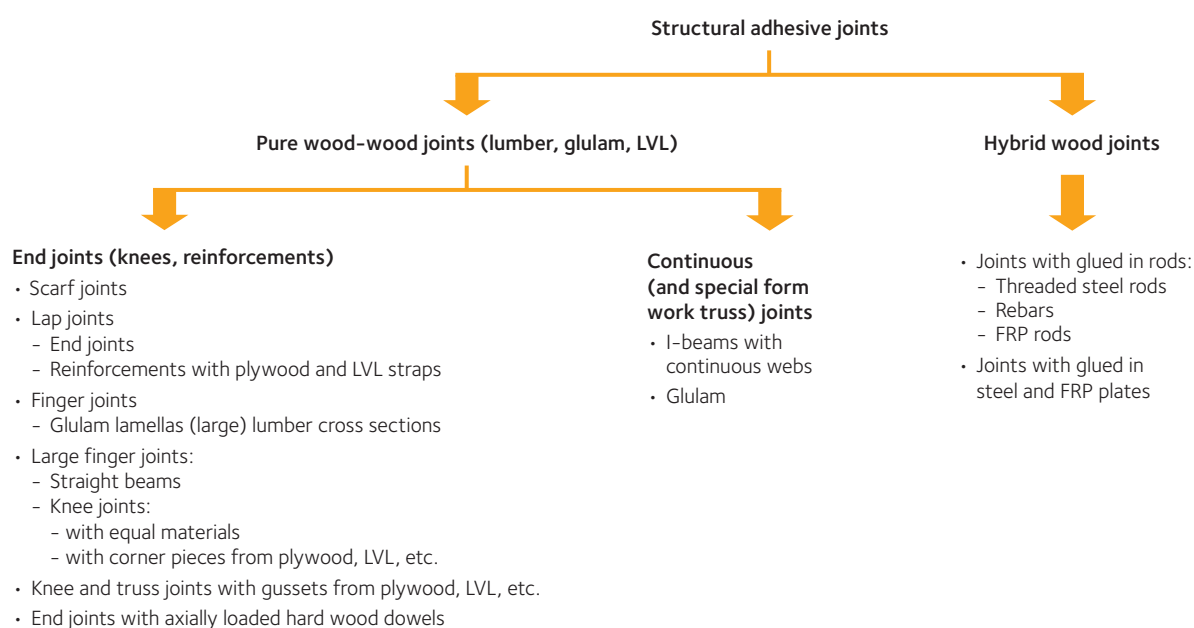 Structural adhesive joints
Pure wood-wood joints (lumber, glulam, LVL)
Hybrid wood joints
End joints (knees, reinforcements)
• Scarf joints
• Lap joints
- End joints
- Reinforcements with plywood and LVL straps
• Finger joints
- Glulam lamellas (large) lumber cross sections
• Large finger joints:
- Straight beams
- Knee joints:
- with equal materials
- with corner pieces from plywood, LVL, etc.
• Knee and truss joints with gussets from plywood, LVL, etc.
• End joints with axially loaded hard wood dowels
Continuous
(and special form
work truss) joints
• I-beams with
continuous webs
• Glulam
• Joints with glued in rods:
- Threaded steel rods
- Rebars
- FRP rods
• Joints with glued in
steel and FRP plates